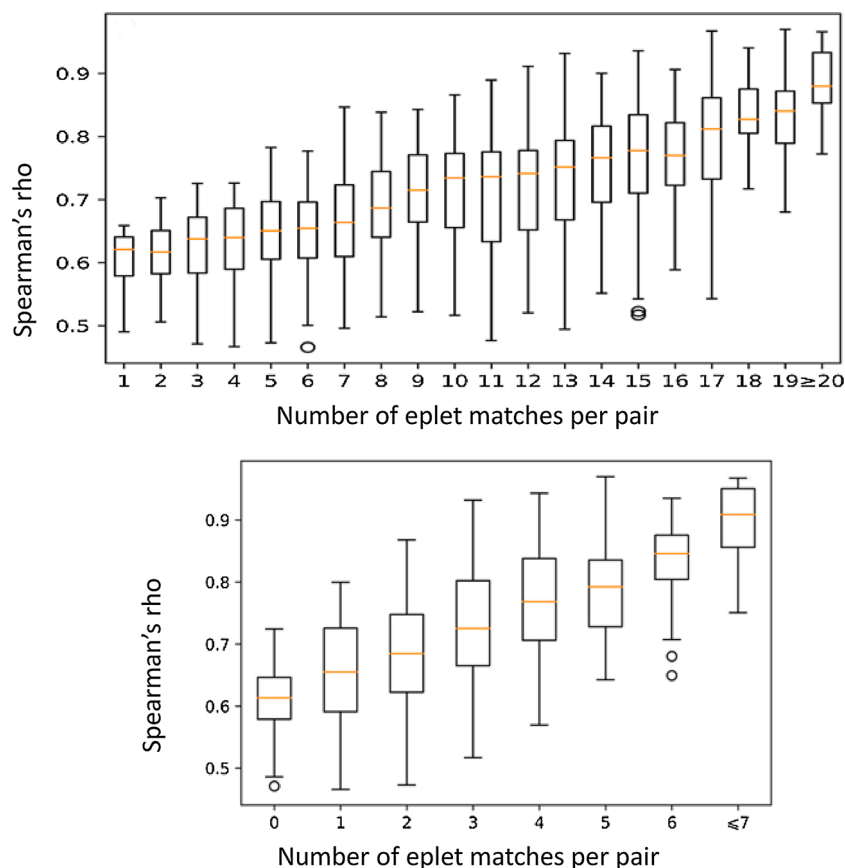 Spearman's rho
0.9
0.8
0.7
0.6
0.5
1 2 3 4 5 6 7 8 9 10 11 12 13 14 15 16 17 18 19 ≥20
Number of eplet matches per pair
Spearman's rho
0.9
0.8
0.7
0.6
0.5
0 1 2 3 4 5 6 ⩽7
Number of eplet matches per pair